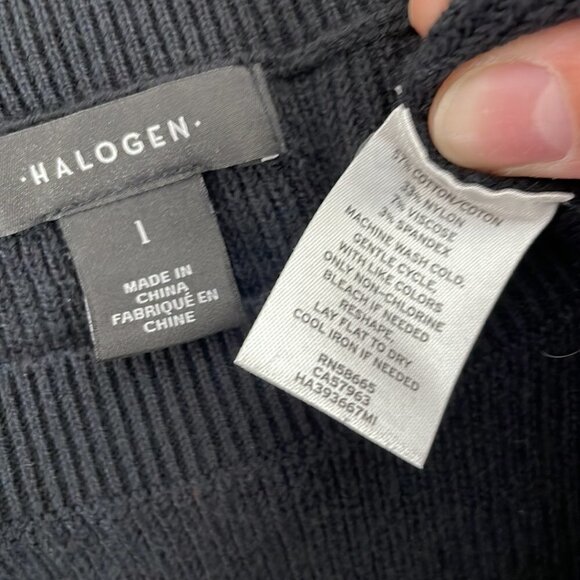 ·HALOGEN·
1
MADE IN
CHINA
FABRIQUÉ EN
CHINE
57% COTTON/COTON
33% NYLON
7% VISCOSE
3% SPANDEX
MACHINE WASH COLD.
GENTLE CYCLE.
WITH LIKE COLORS
ONLY NON-CHLORINE
BLEACH IF NEEDED
RESHAPE.
LAY FLAT TO DRY
COOL IRON IF NEEDED
RN58665
CA57963
HA393667MI